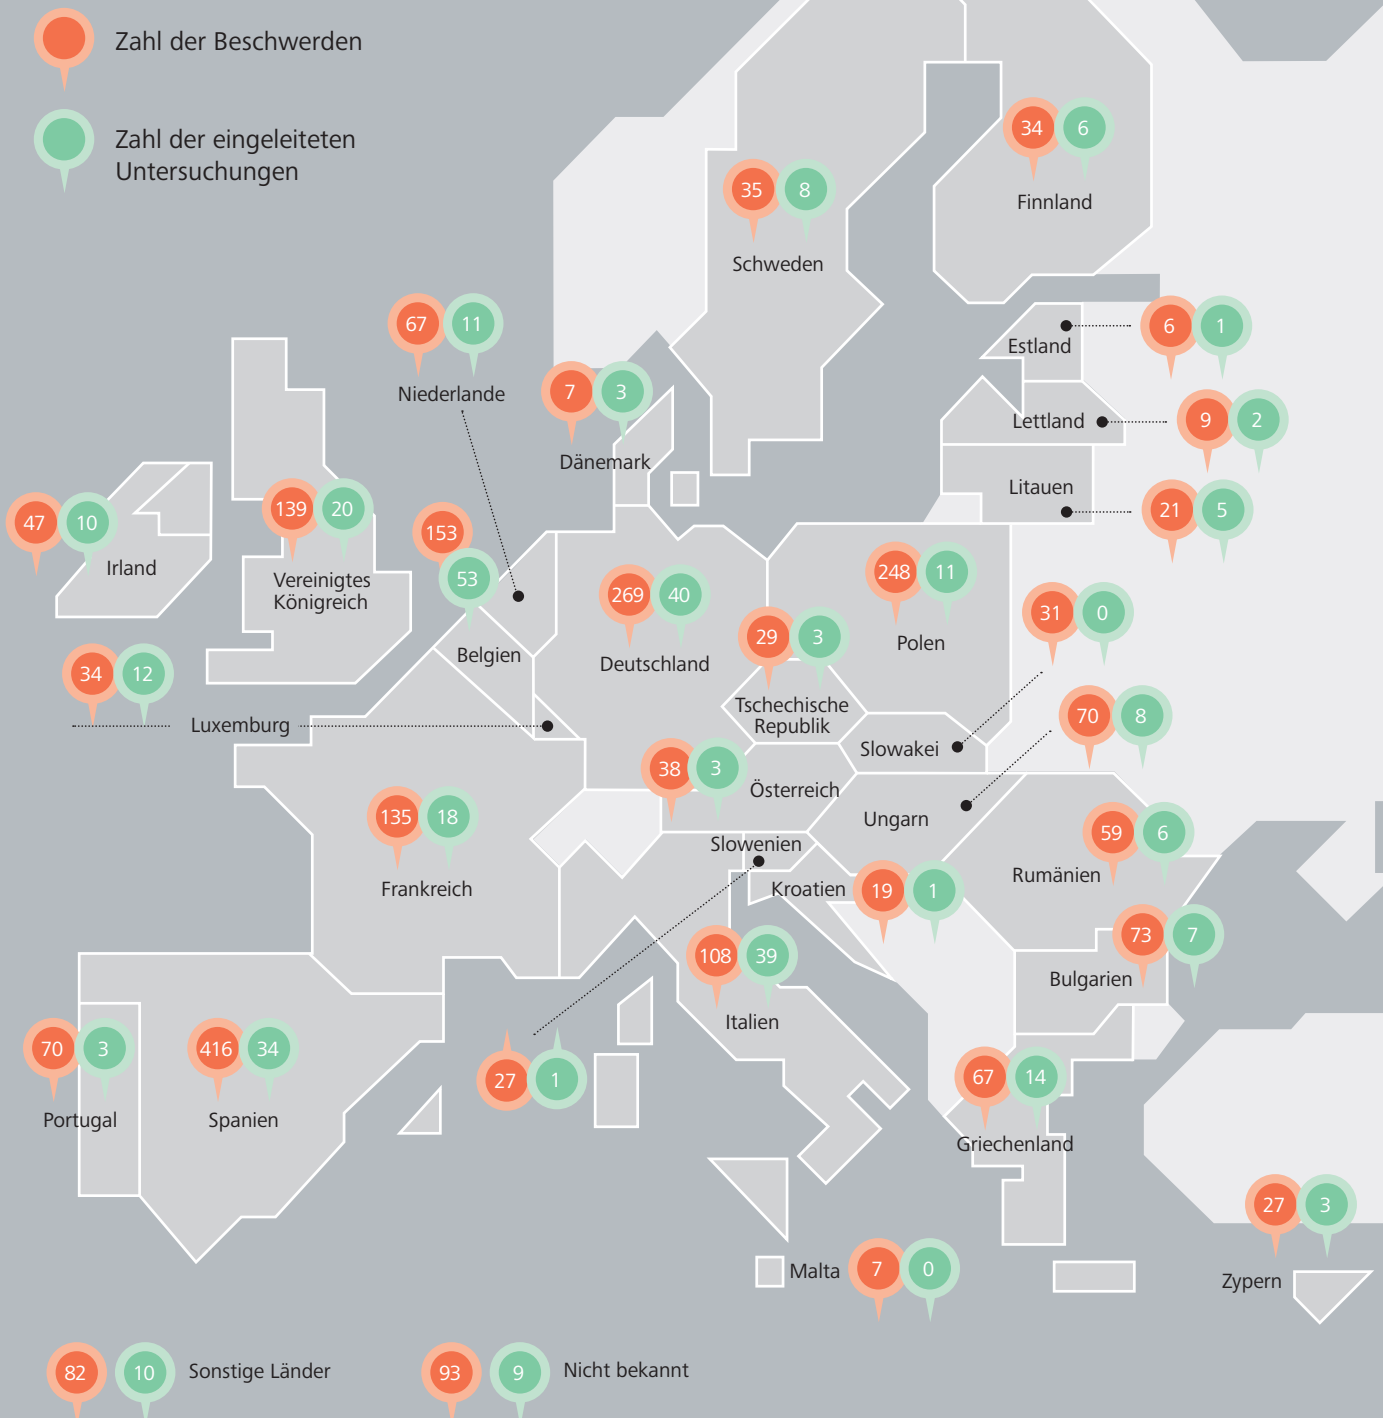 Zahl der Beschwerden
Zahl der eingeleiteten
Untersuchungen
34 6
Finnland
35 8
Schweden
67 11
Niederlande
6 1
Estland
7 3
Dänemark
9 2
Lettland
Litauen
21 5
47 10
Irland
139 20
Vereinigtes
Königreich
153
53
Belgien
269 40
Deutschland
248 11
Polen
29 3
Tschechische
Republik
31 0
Slowakei
34 12
Luxemburg
70 8
Ungarn
38 3
Österreich
135 18
Frankreich
Slowenien
59 6
Rumänien
Kroatien 19 1
73 7
Bulgarien
108 39
Italien
70 3
Portugal
416 34
Spanien
27 1
67 14
Griechenland
27 3
Zypern
Malta 7 0
82 10 Sonstige Länder
93 9 Nicht bekannt